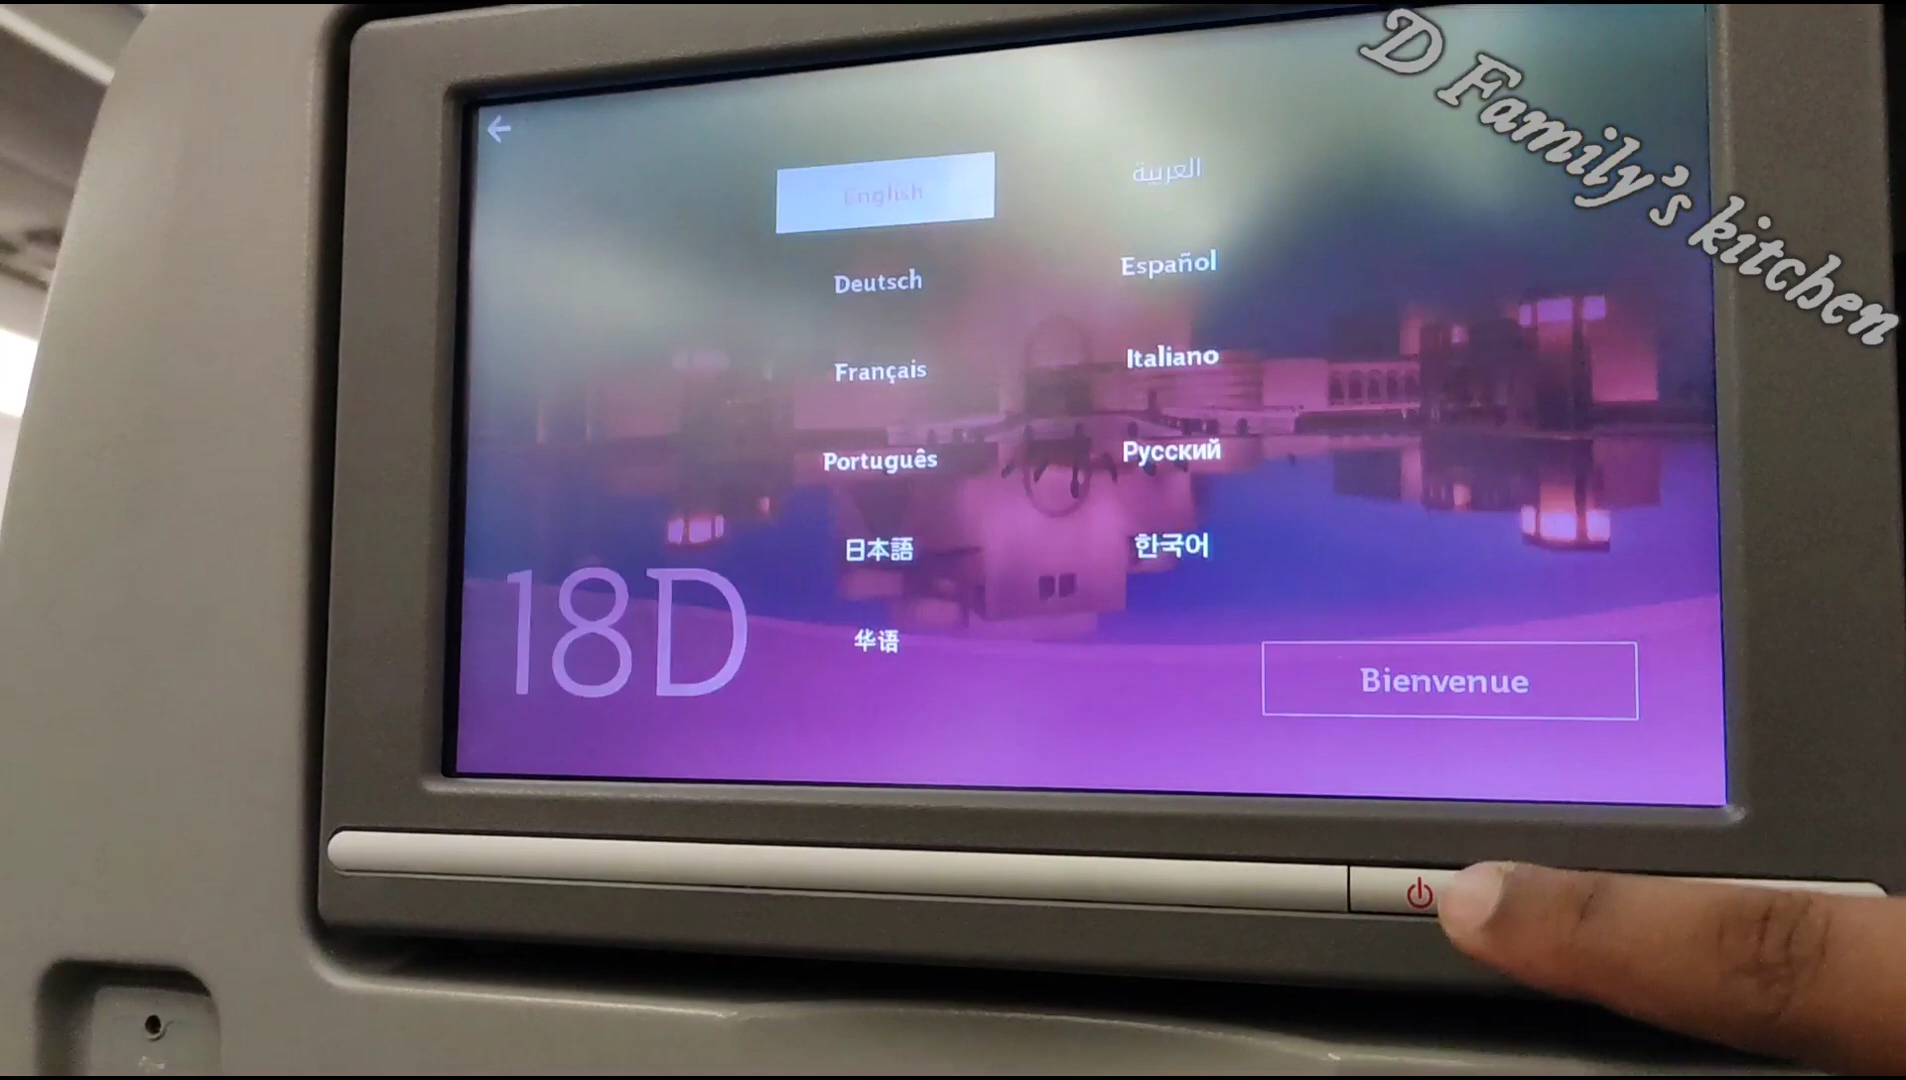 D Family's kitchen
English
العربية
Deutsch
Español
Français
Italiano
Português
Русский
日本語
한국어
华语
18D
Bienvenue